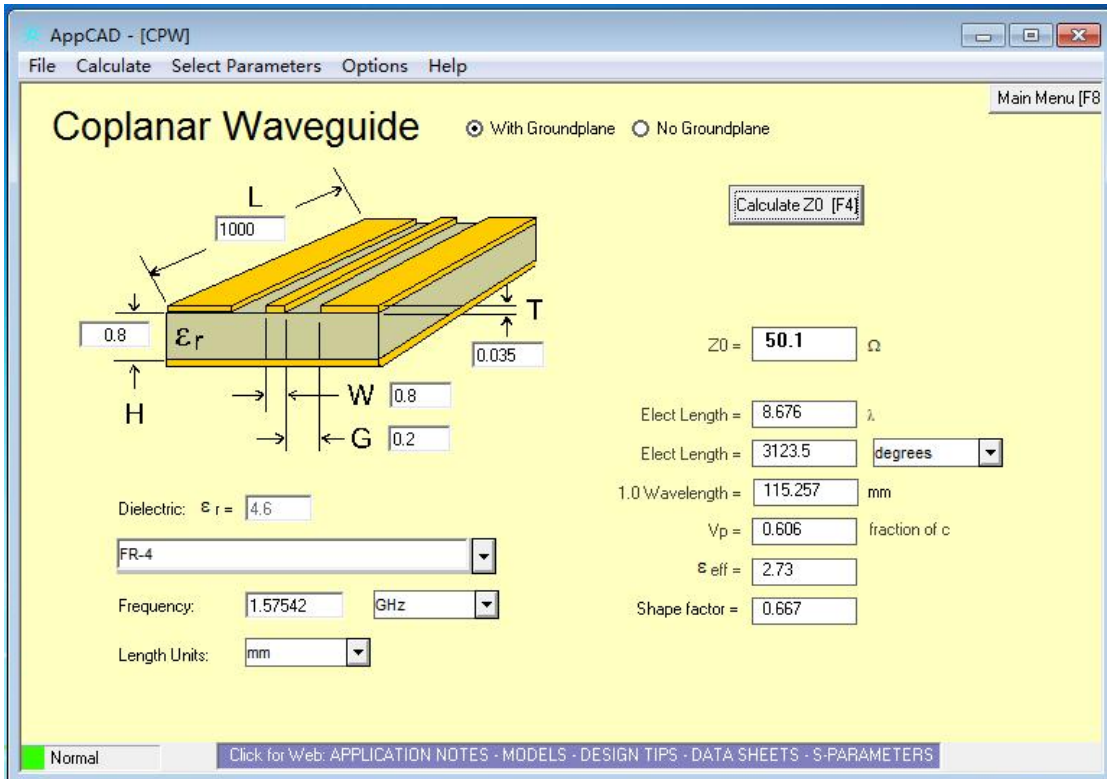 AppCAD - [CPW]
File Calculate Select Parameters Options Help
Main Menu [F8
Coplanar Waveguide
With Groundplane No Groundplane
L
1000
Calculate Z0 [F4]
0.8
εr
T
0.035
H
W 0.8
G 0.2
Z0 = 50.1 Ω
Elect Length = 8.676 λ
Elect Length = 3123.5 degrees
1.0 Wavelength = 115.257 mm
Vp = 0.606 fraction of c
ε eff = 2.73
Shape factor = 0.667
Dielectric: ε r = 4.6
FR-4
Frequency: 1.57542 GHz
Length Units: mm
Normal
Click for Web: APPLICATION NOTES - MODELS - DESIGN TIPS - DATA SHEETS - S-PARAMETERS